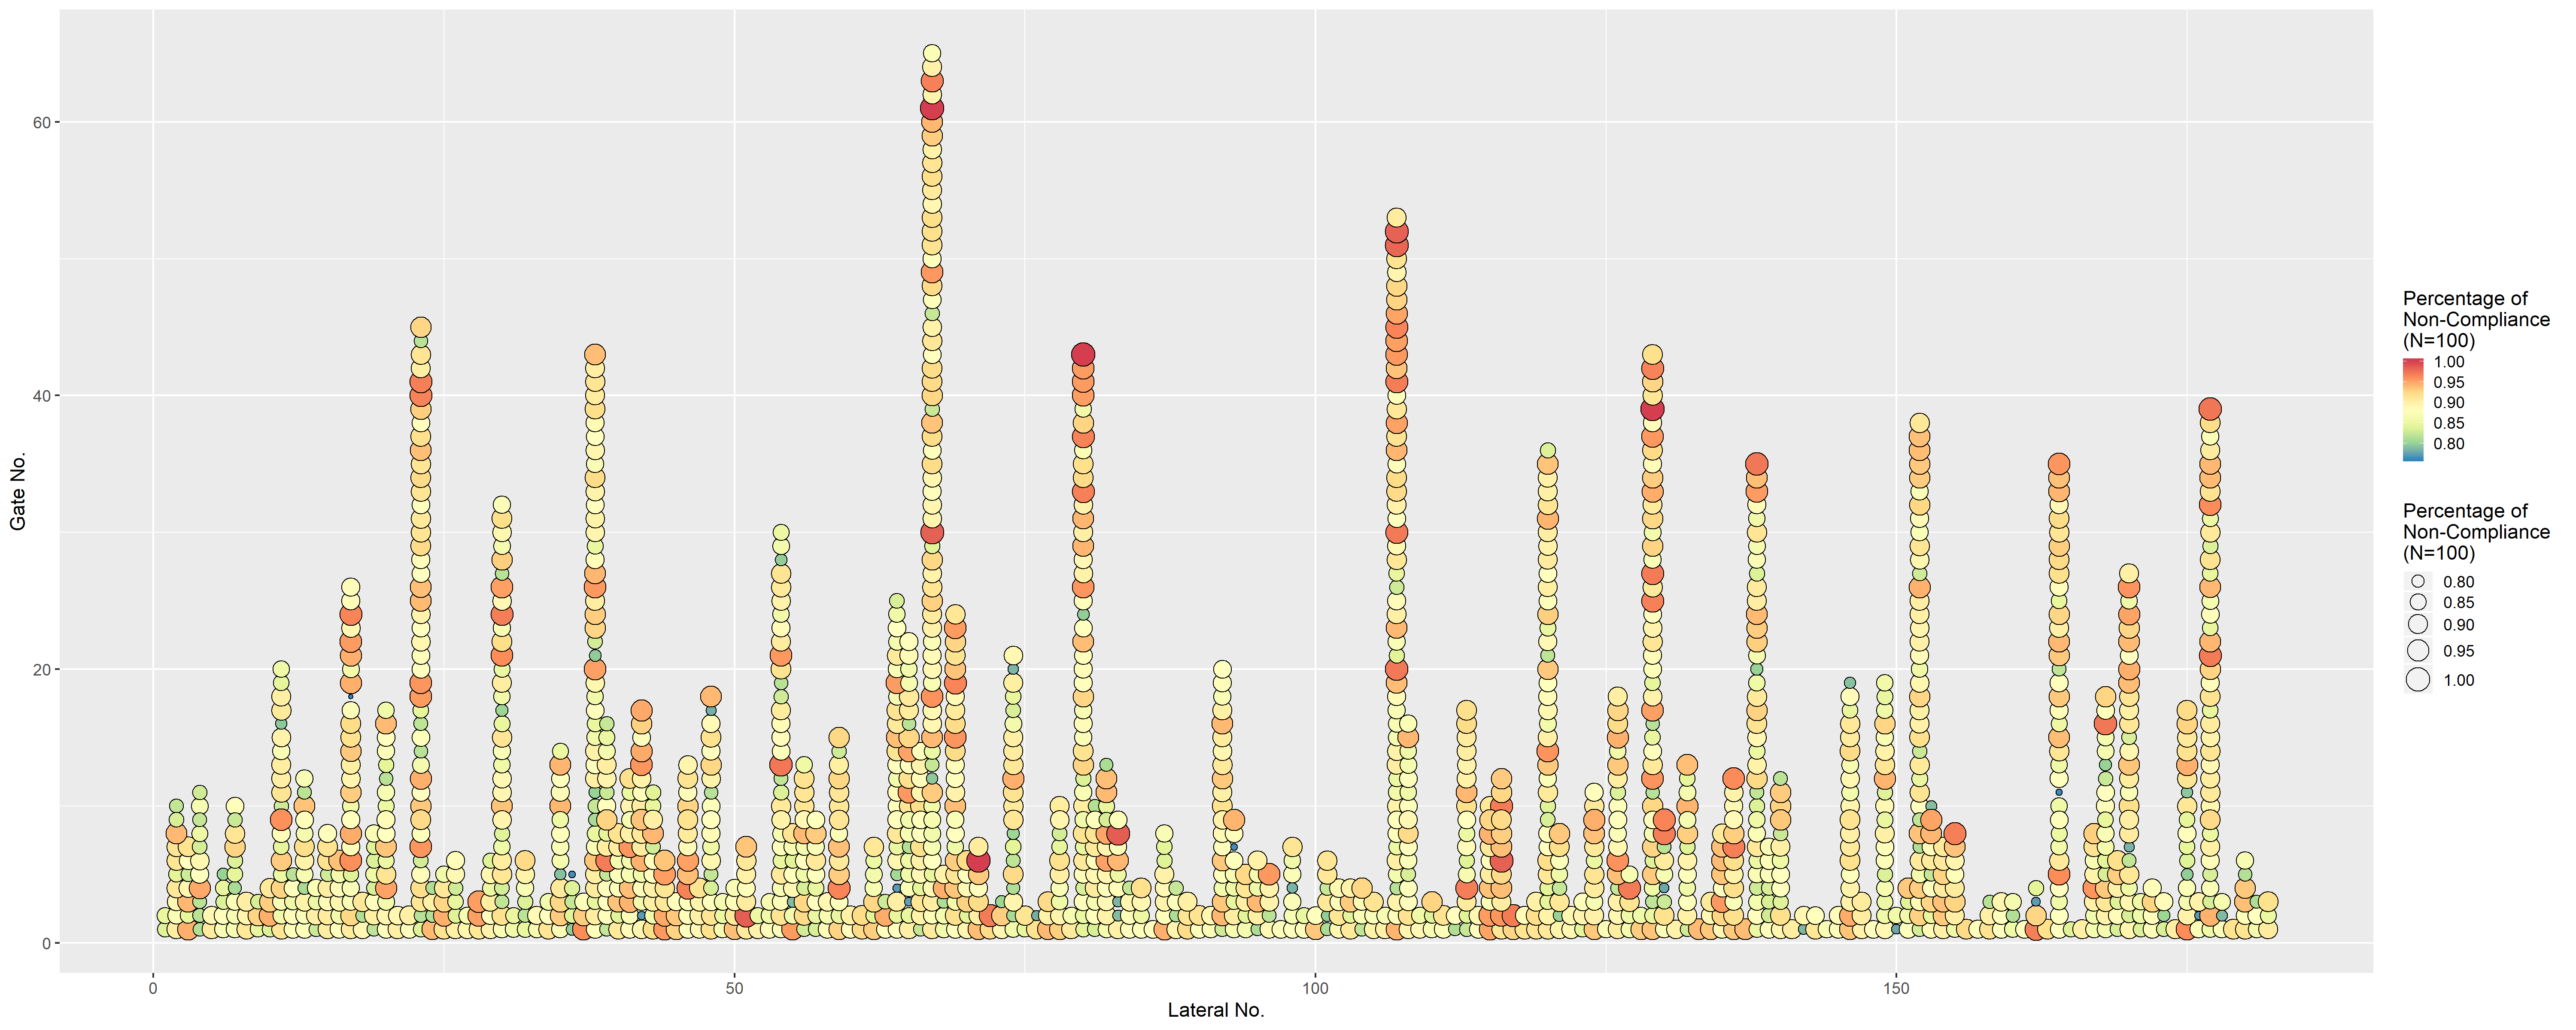 60
40
20
0
Gate No.
0
50
100
150
Lateral No.
Percentage of
Non-Compliance
(N=100)
1.00
0.95
0.90
0.85
0.80
Percentage of
Non-Compliance
(N=100)
0.80
0.85
0.90
0.95
1.00